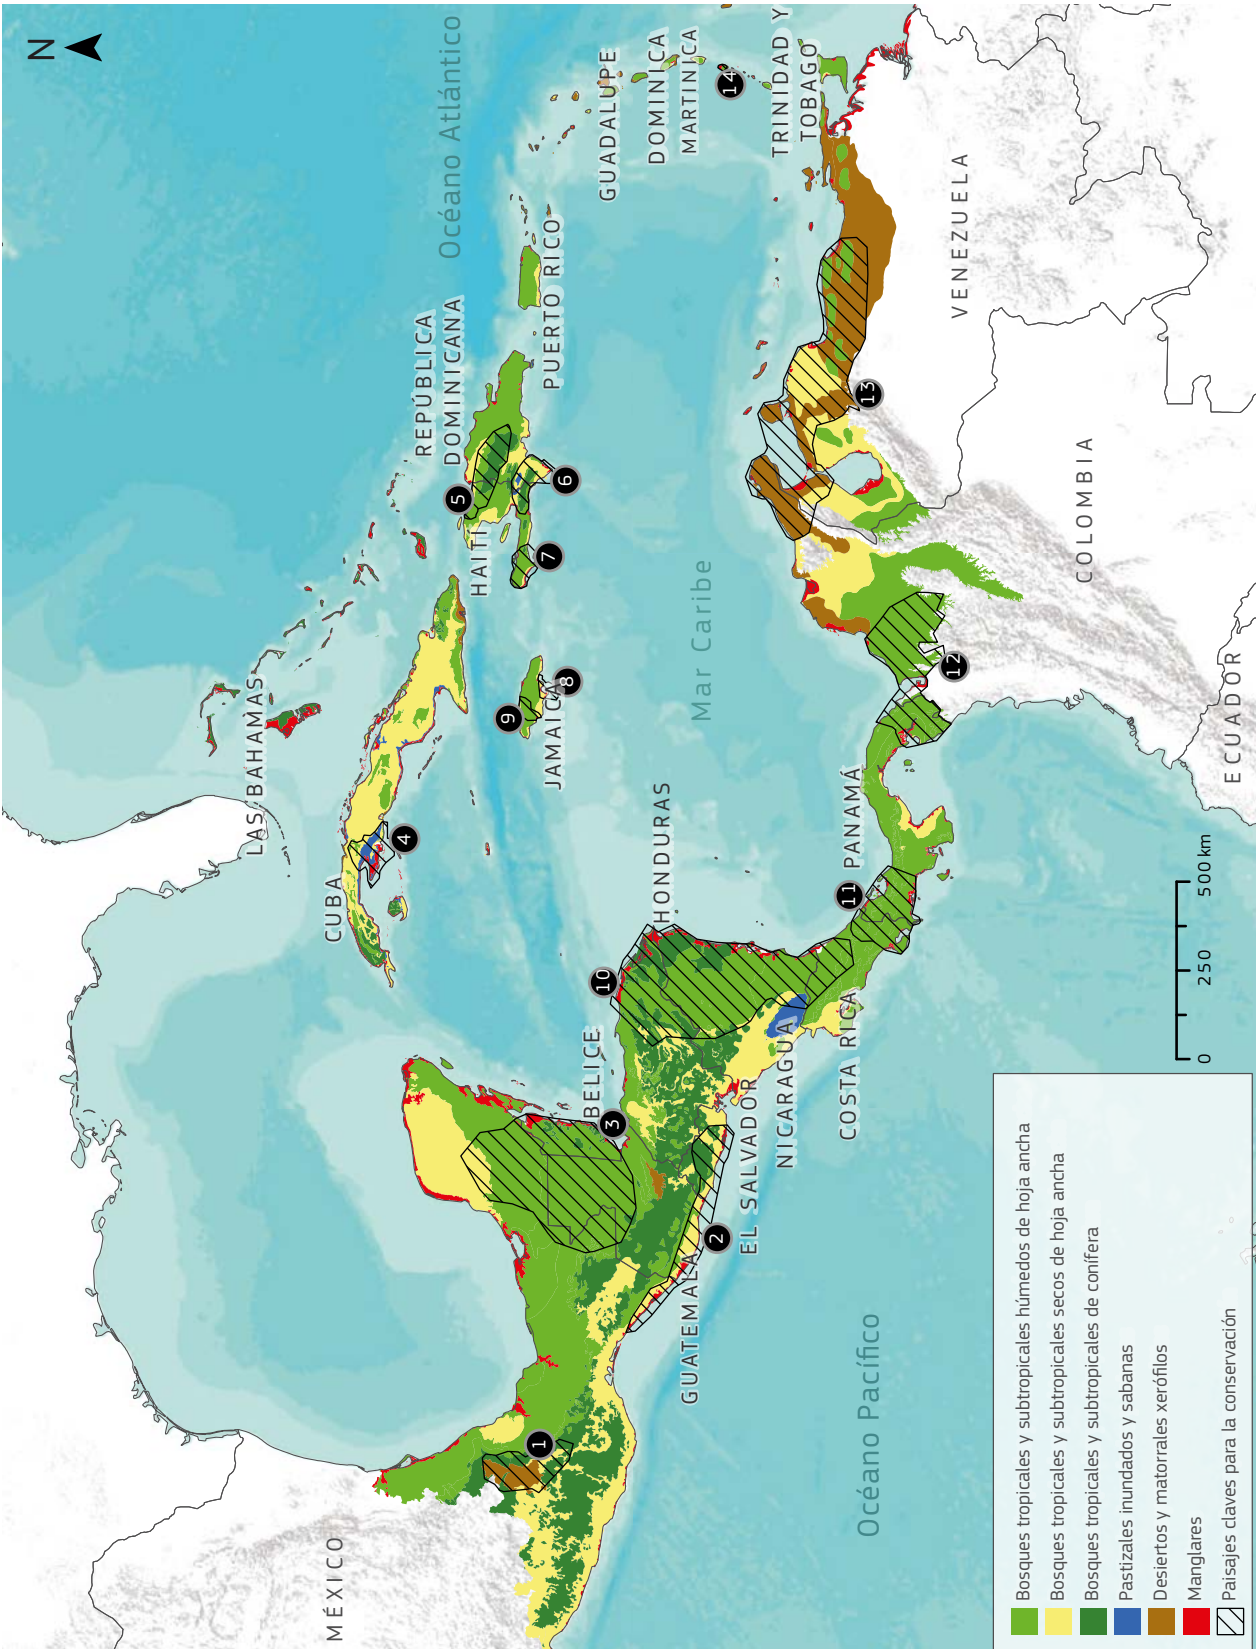 N
Océano Atlántico
LAS BAHAMAS
CUBA
REPÚBLICA
DOMINICANA
HAITI
PUERTO RICO
JAMAICA
GUADALUPE
DOMINICA
MARTINICA
TRINIDAD Y
TOBAGO
Mar Caribe
MÉXICO
BELICE
HONDURAS
GUATEMALA
EL SALVADOR
NICARAGUA
COSTA RICA
PANAMÁ
VENEZUELA
COLOMBIA
ECUADOR
Océano Pacífico
1
2
3
4
5
6
7
8
9
10
11
12
13
14
0 250 500 km
Bosques tropicales y subtropicales húmedos de hoja ancha
Bosques tropicales y subtropicales secos de hoja ancha
Bosques tropicales y subtropicales de conífera
Pastizales inundados y sabanas
Desiertos y matorrales xerófilos
Manglares
Paisajes claves para la conservación